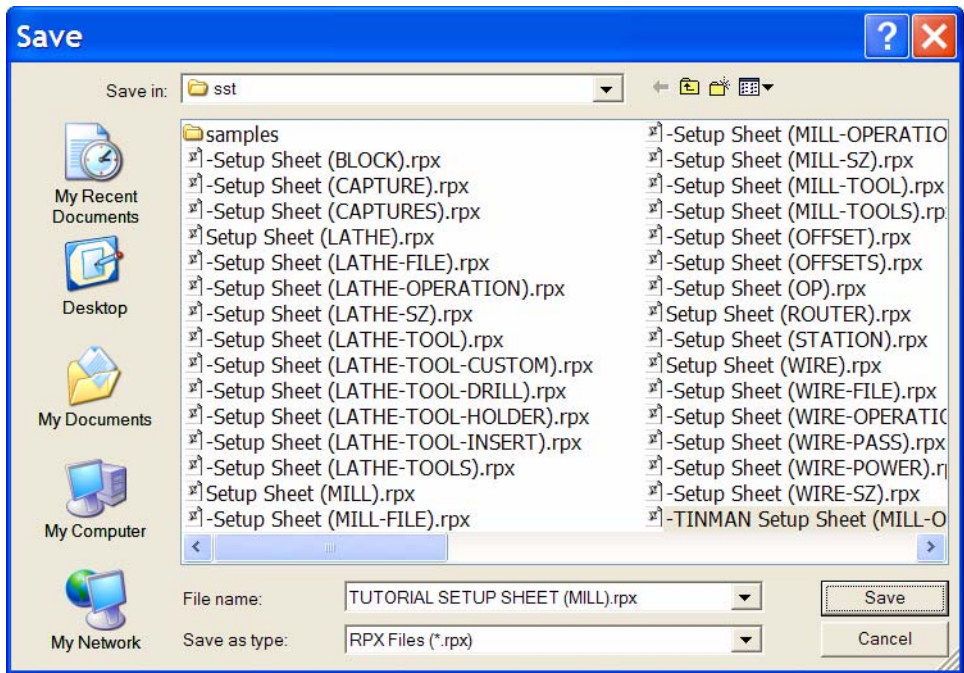 Save
Save in:
sst
My Recent
Documents
Desktop
My Documents
My Computer
My Network
samples
-Setup Sheet (BLOCK).rpx
-Setup Sheet (CAPTURE).rpx
-Setup Sheet (CAPTURES).rpx
Setup Sheet (LATHE).rpx
-Setup Sheet (LATHE-FILE).rpx
-Setup Sheet (LATHE-OPERATION).rpx
-Setup Sheet (LATHE-SZ).rpx
-Setup Sheet (LATHE-TOOL).rpx
-Setup Sheet (LATHE-TOOL-CUSTOM).rpx
-Setup Sheet (LATHE-TOOL-DRILL).rpx
-Setup Sheet (LATHE-TOOL-HOLDER).rpx
-Setup Sheet (LATHE-TOOL-INSERT).rpx
-Setup Sheet (LATHE-TOOLS).rpx
Setup Sheet (MILL).rpx
-Setup Sheet (MILL-FILE).rpx
-Setup Sheet (MILL-OPERATIO
-Setup Sheet (MILL-SZ).rpx
-Setup Sheet (MILL-TOOL).rpx
-Setup Sheet (MILL-TOOLS).rp
-Setup Sheet (OFFSET).rpx
-Setup Sheet (OFFSETS).rpx
-Setup Sheet (OP).rpx
Setup Sheet (ROUTER).rpx
-Setup Sheet (STATION).rpx
Setup Sheet (WIRE).rpx
-Setup Sheet (WIRE-FILE).rpx
-Setup Sheet (WIRE-OPERATIO
-Setup Sheet (WIRE-PASS).rpx
-Setup Sheet (WIRE-POWER).r
-Setup Sheet (WIRE-SZ).rpx
-TINMAN Setup Sheet (MILL-O
File name:
TUTORIAL SETUP SHEET (MILL).rpx
Save
Save as type:
RPX Files (*.rpx)
Cancel